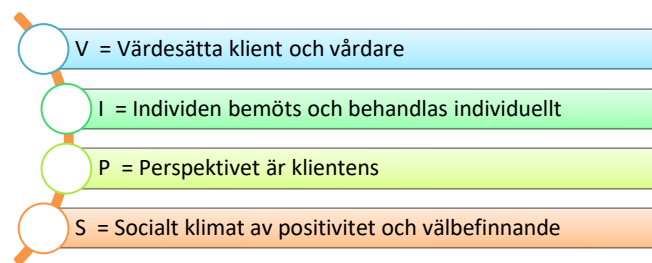 V = Värdesätta klient och vårdare
I = Individen bemöts och behandlas individuellt
P = Perspektivet är klientens
S = Socialt klimat av positivitet och välbefinnande